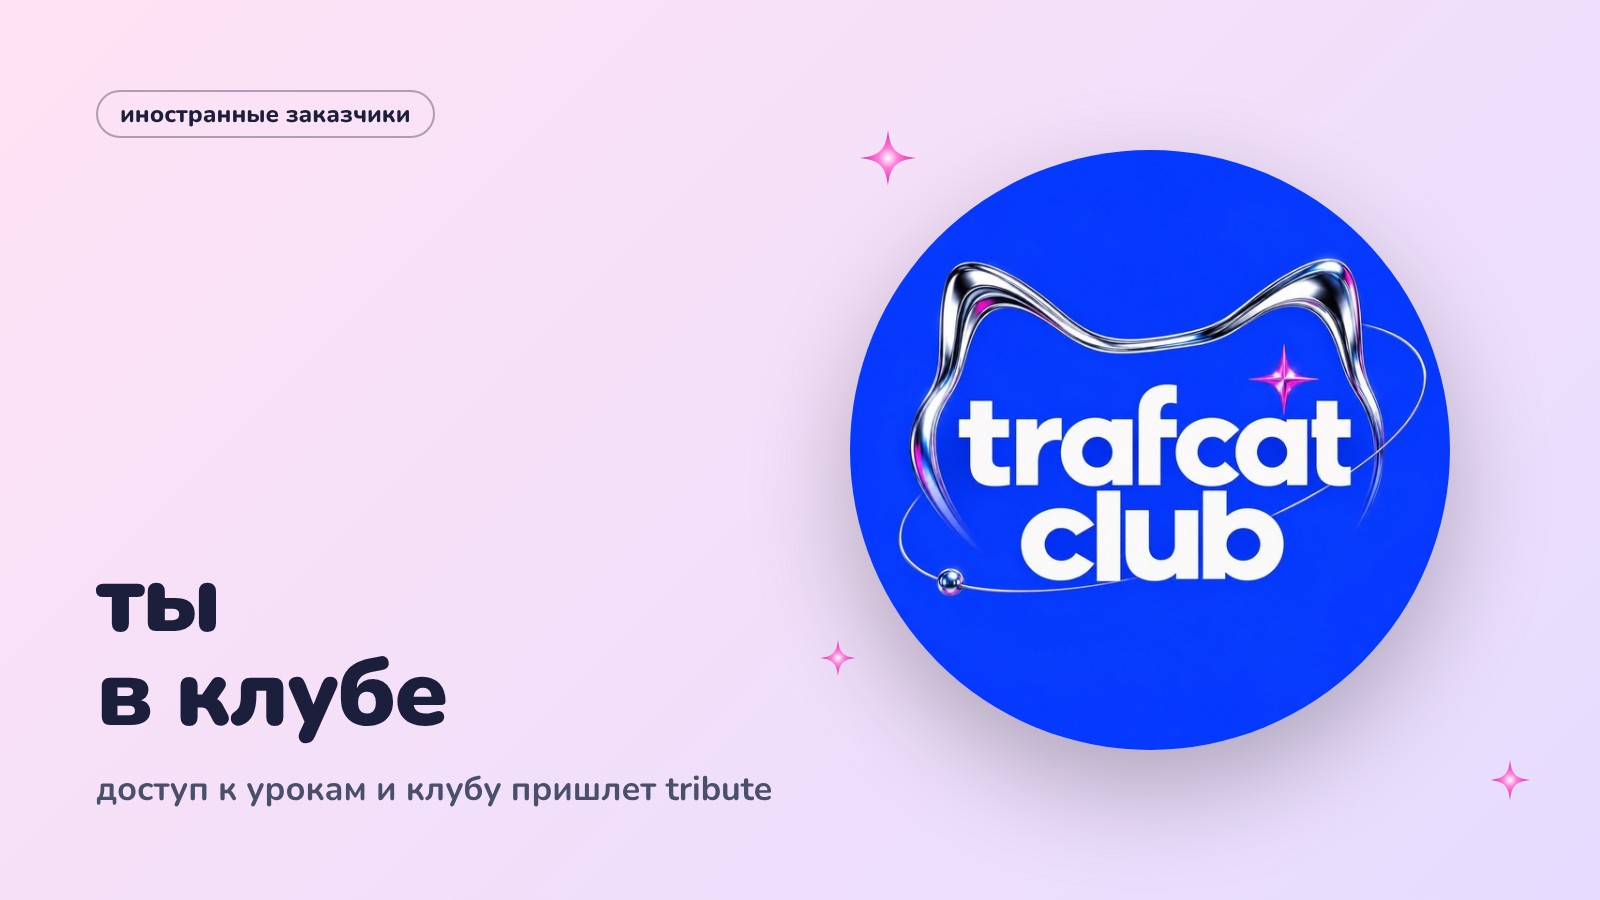 иностранные заказчики
trafcat
club
ты
в клубе
доступ к урокам и клубу пришлет tribute